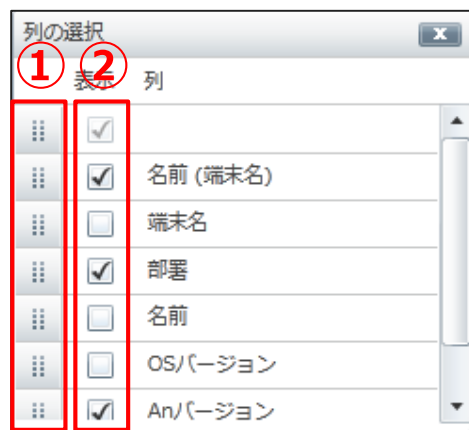 列の選択
① ②
表示 列
名前 (端末名)
端末名
部署
名前
OSバージョン
Anバージョン